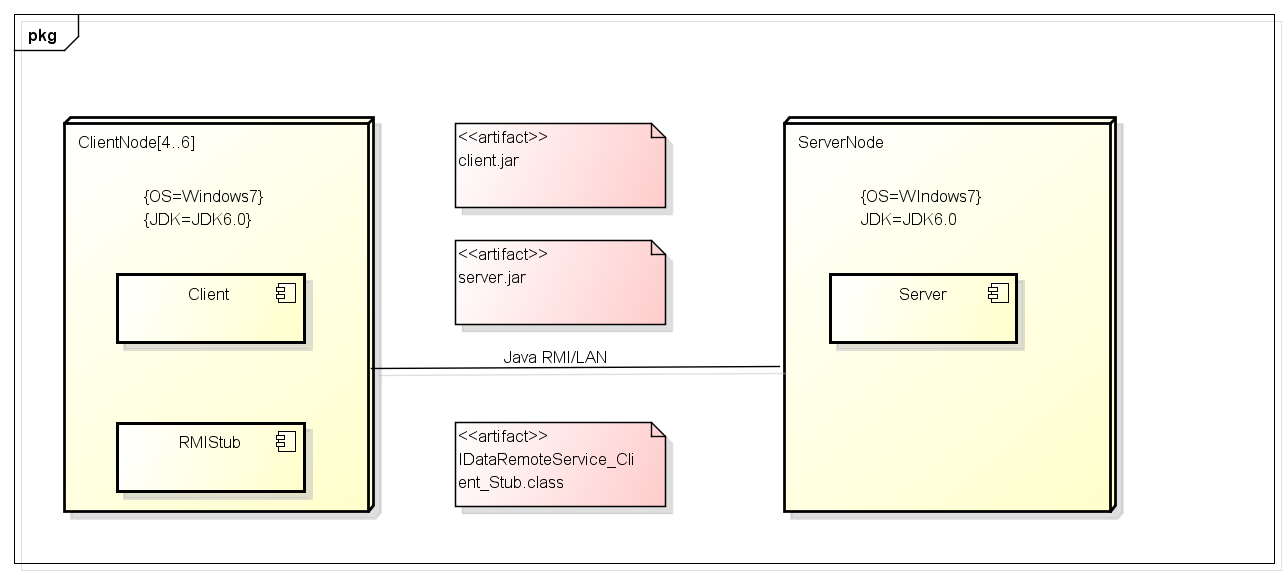 pkg
ClientNode[4..6]
{OS=Windows7}
{JDK=JDK6.0}
Client
RMIStub
<<artifact>>
client.jar
<<artifact>>
server.jar
Java RMI/LAN
<<artifact>>
IDataRemoteService_Cli
ent_Stub.class
ServerNode
{OS=WIndows7}
JDK=JDK6.0
Server